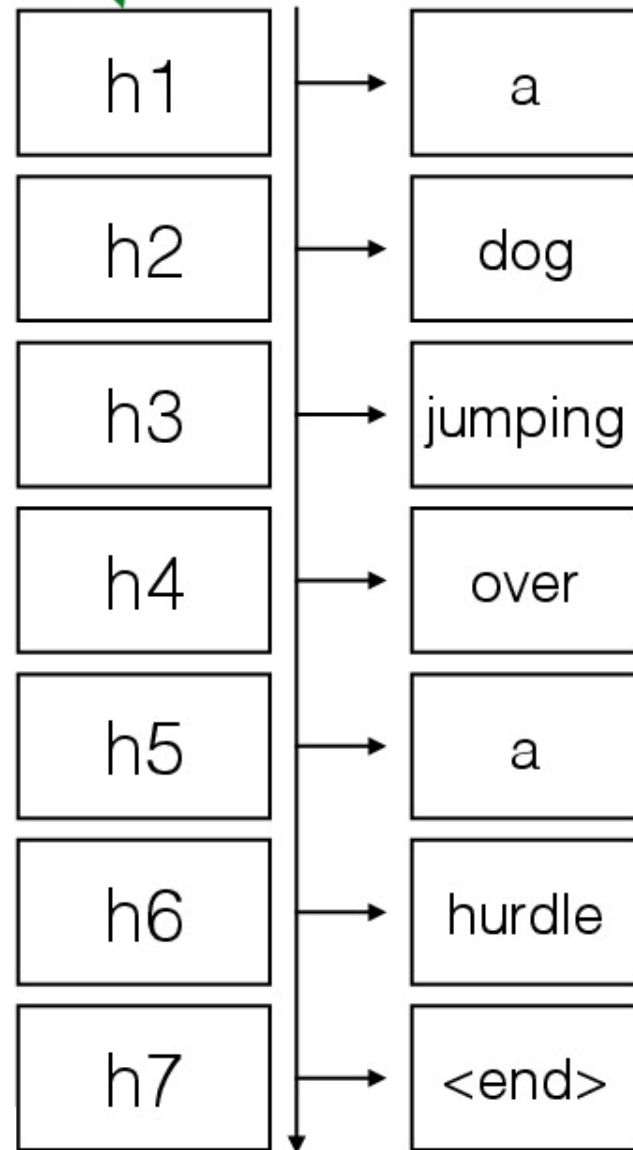 h1 a
h2 dog
h3 jumping
h4 over
h5 a
h6 hurdle
h7 <end>